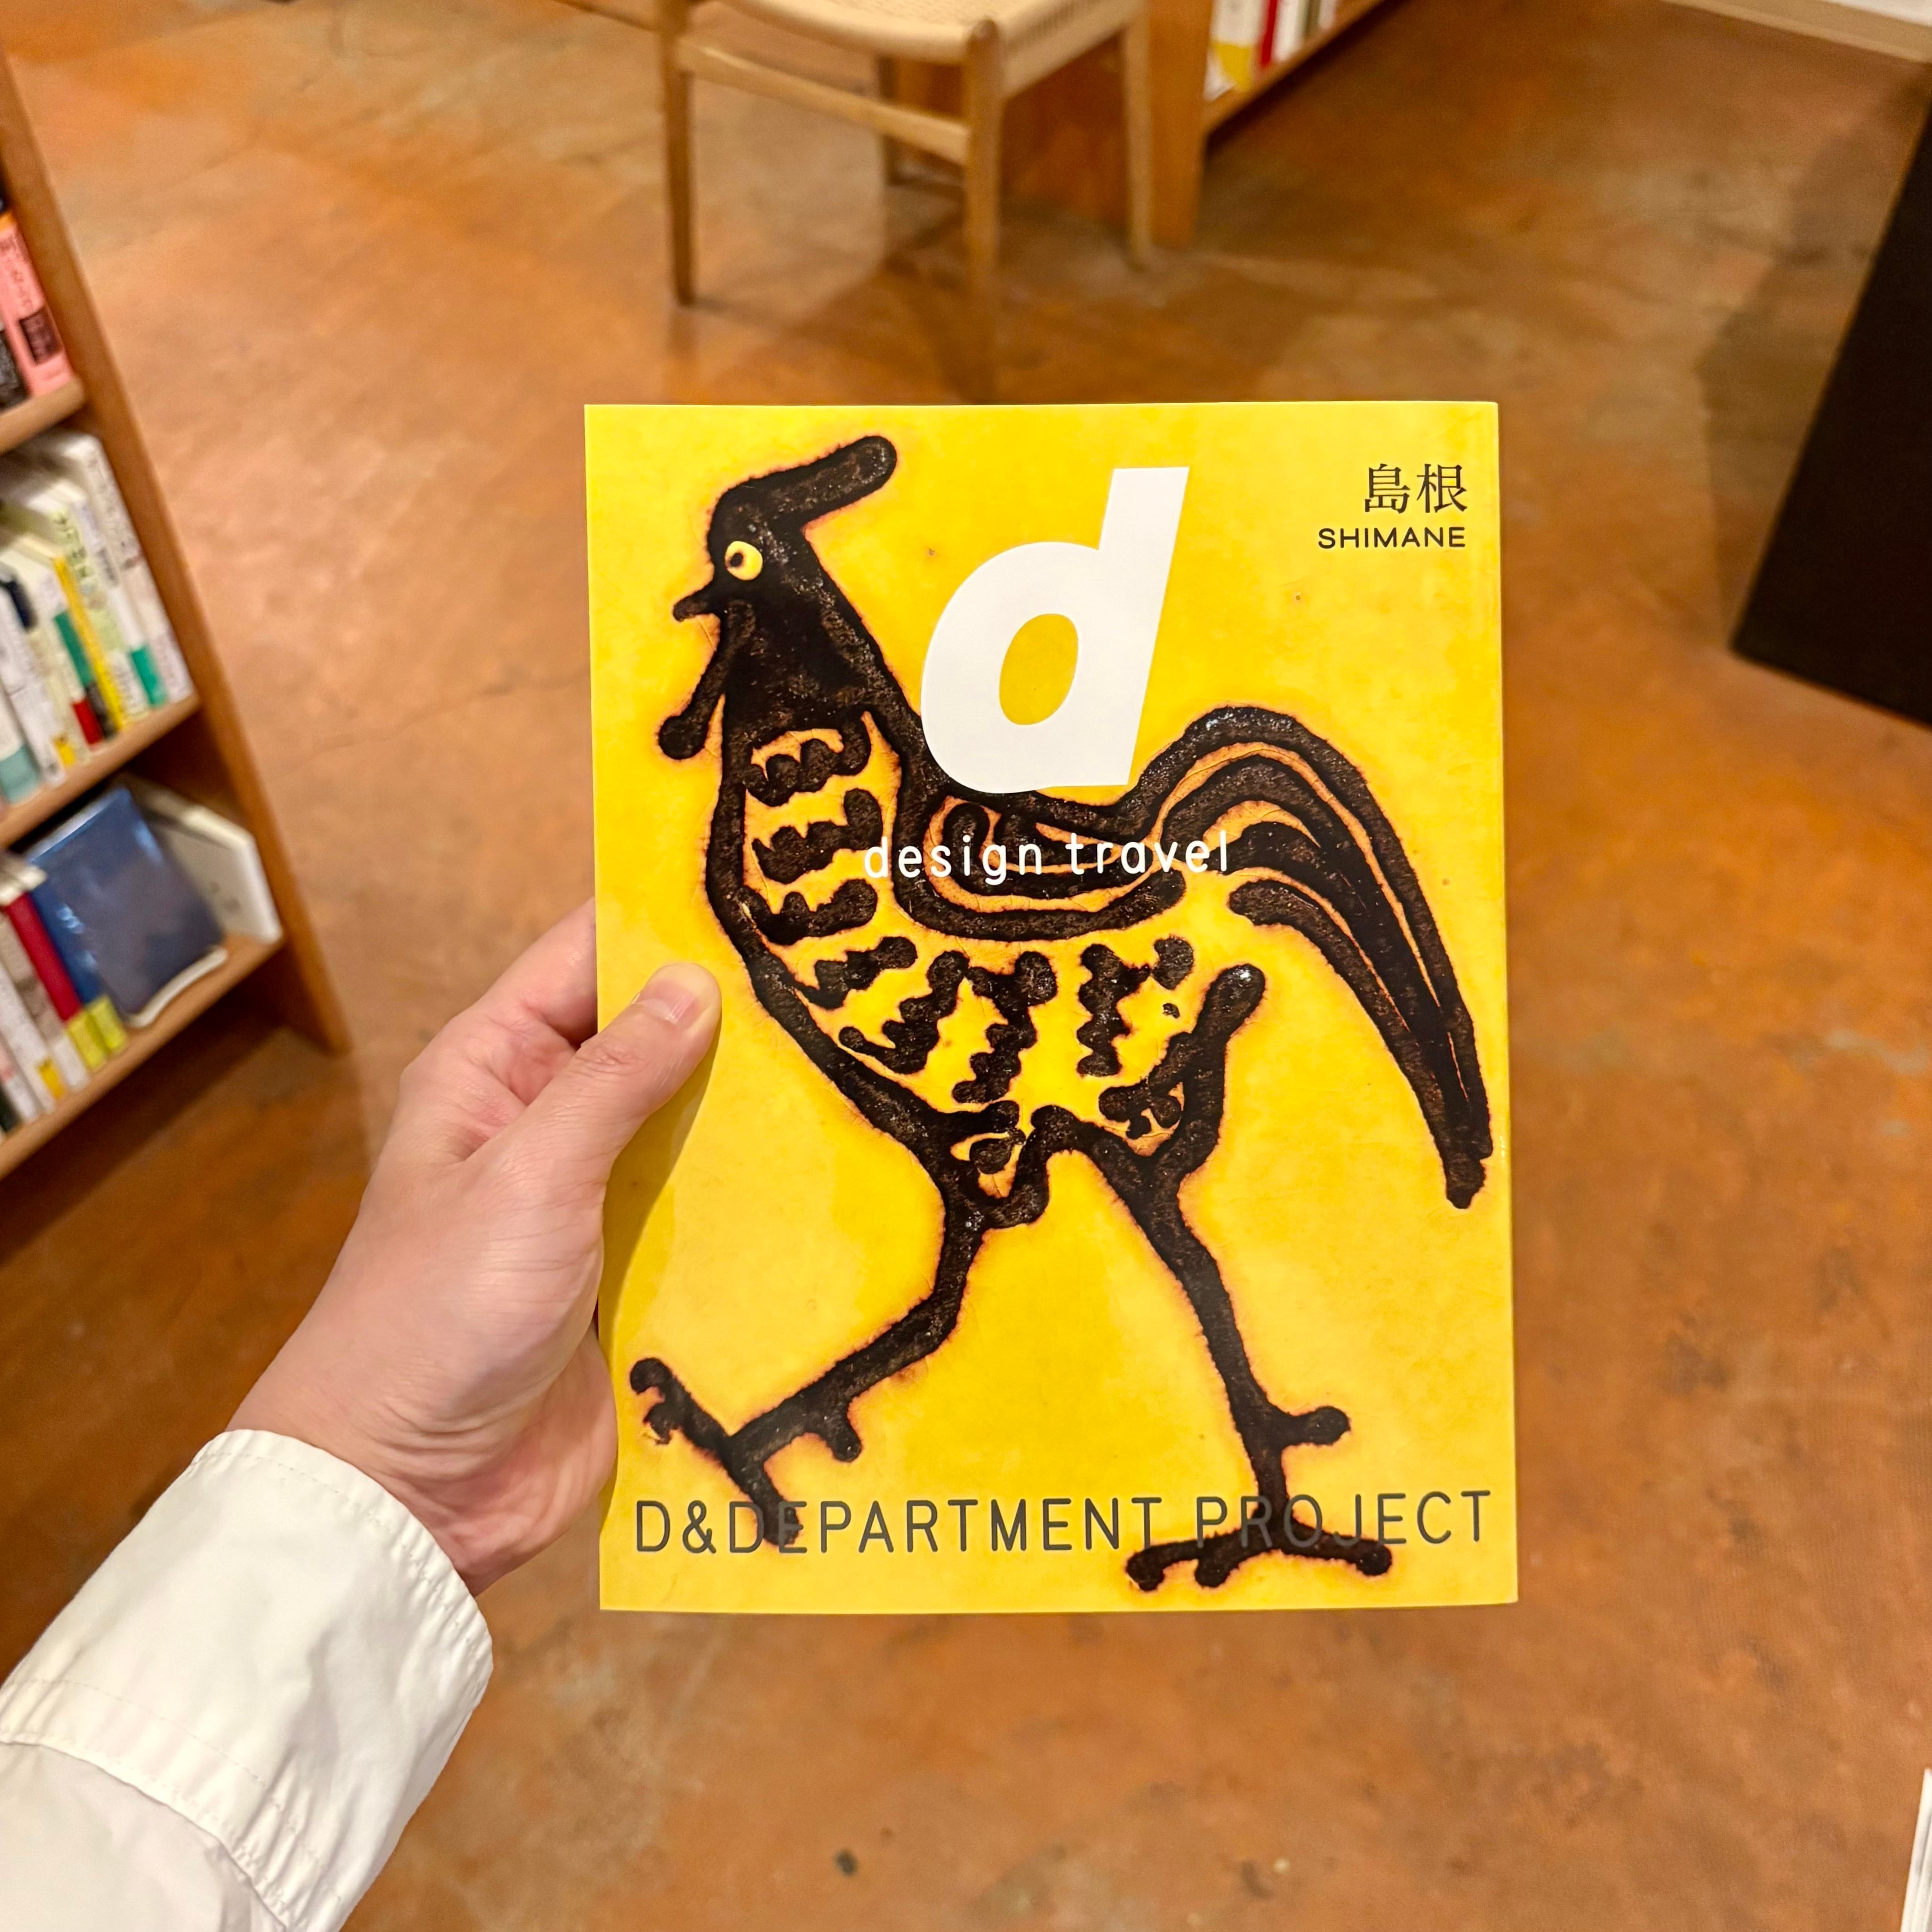 d
島根
SHIMANE
design travel
D&DEPARTMENT PROJECT